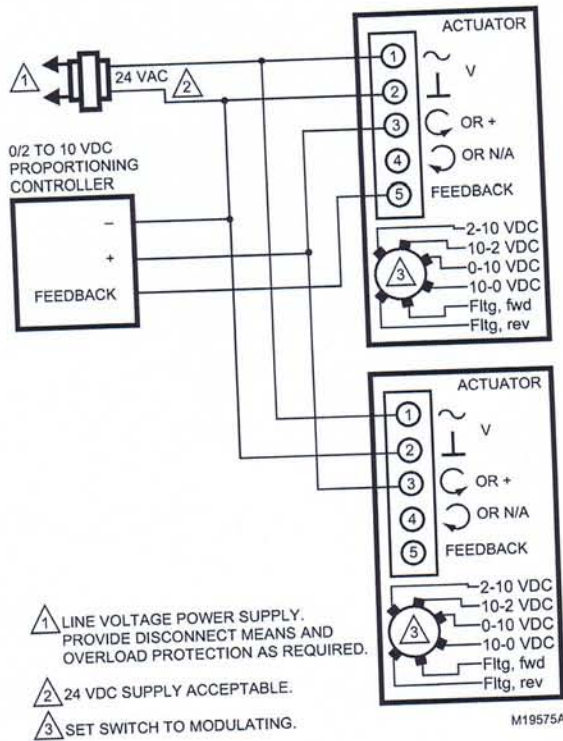 ACTUATOR
1
24 VAC
2
1
V
2
0/2 TO 10 VDC
PROPORTIONING
CONTROLLER
3
OR +
4
OR N/A
5
FEEDBACK
–
+
FEEDBACK
3
2-10 VDC
10-2 VDC
0-10 VDC
10-0 VDC
Fltg, fwd
Fltg, rev
ACTUATOR
1
V
2
3
OR +
4
OR N/A
5
FEEDBACK
3
2-10 VDC
10-2 VDC
0-10 VDC
10-0 VDC
Fltg, fwd
Fltg, rev
1 LINE VOLTAGE POWER SUPPLY.
PROVIDE DISCONNECT MEANS AND
OVERLOAD PROTECTION AS REQUIRED.
2 24 VDC SUPPLY ACCEPTABLE.
3 SET SWITCH TO MODULATING.
M19575A